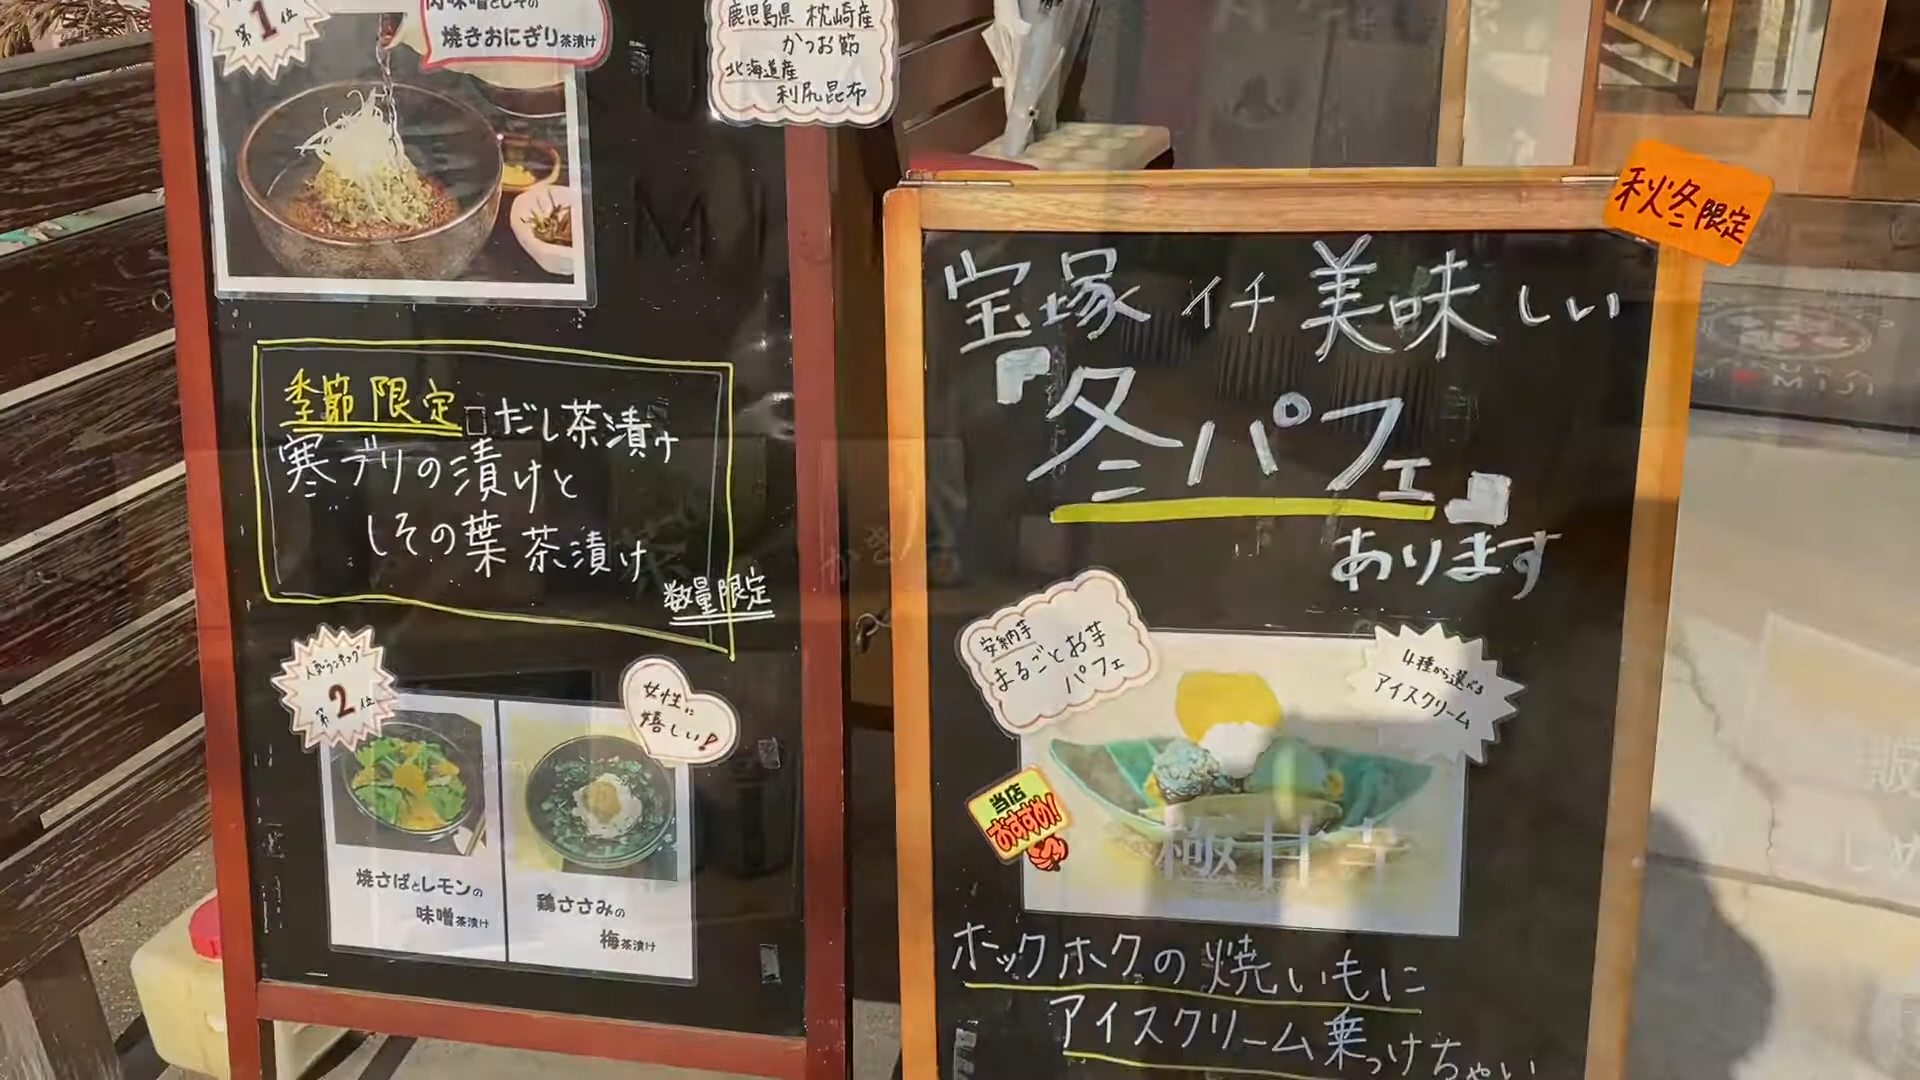 第1位
焼きおにぎり茶漬け
鹿児島県 枕崎産
かつお節
北海道産
利尻昆布
季節限定 だし茶漬け
寒ブリの漬けと
しその葉 茶漬け
数量限定
人気ランキング
第2位
女性に
嬉しい!
焼さばとレモンの
味噌茶漬け
鶏ささみの
梅茶漬け
秋冬限定
宝塚イチ美味しい
「冬パフェ」
あります
安納芋
まるごとお芋
パフェ
4種から選べる
アイスクリーム
当店
おすすめ!
ホックホクの焼いもに
アイスクリーム乗っけちゃい